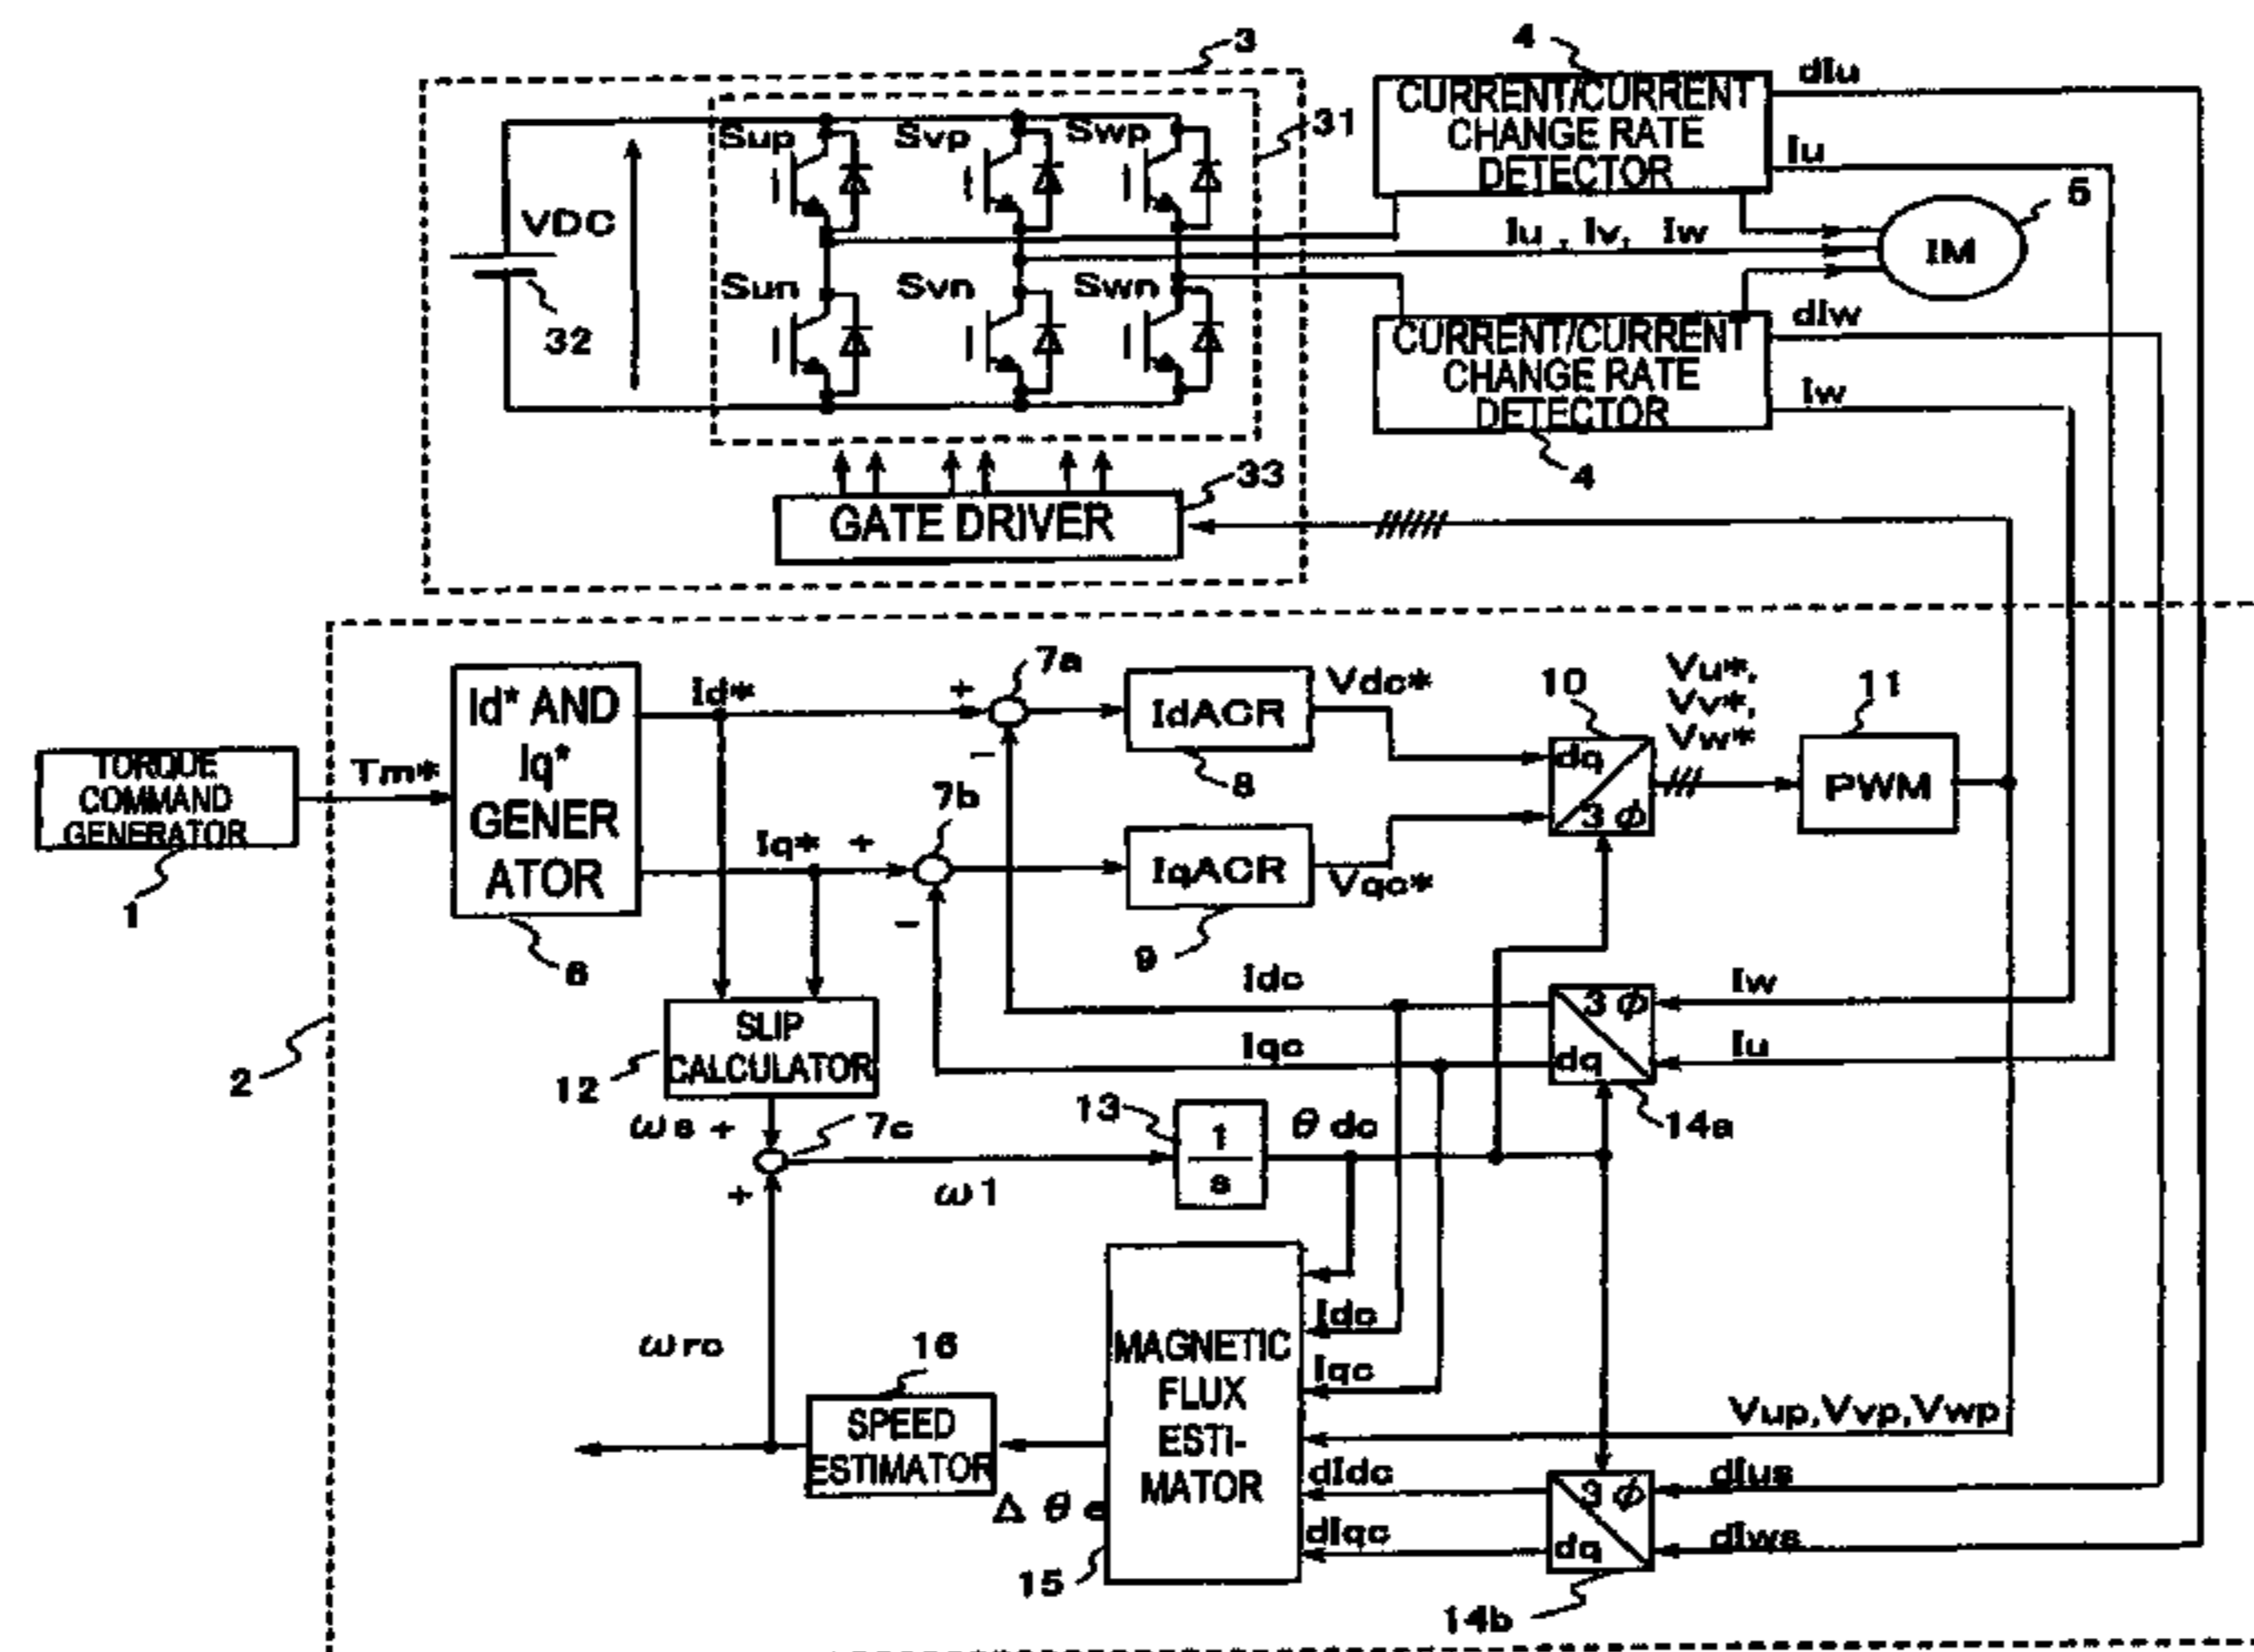 3
4
CURRENT/CURRENT
CHANGE RATE
DETECTOR
dIu
Iu
31
Sup
Svp
Swp
VDC
Sun
Svn
Swn
32
Iu , Iv, Iw
5
IM
CURRENT/CURRENT
CHANGE RATE
DETECTOR
dIw
Iw
4
33
GATE DRIVER
Id* AND
Iq*
GENER
ATOR
6
TORQUE
COMMAND
GENERATOR
1
Tm*
Id*
+
7a
−
IdACR
8
Vdc*
10
dq
3 ϕ
Vu*,
Vv*,
Vw*
11
PWM
Iq*
+
7b
−
IqACR
9
Vqc*
2
SLIP
CALCULATOR
12
Idc
Iqc
3 ϕ
dq
Iw
Iu
14a
ωs +
7c
+
ω1
13
1
s
θ dc
ωrc
16
SPEED
ESTIMATOR
Δ θ e
MAGNETIC
FLUX
ESTI-
MATOR
15
Idc
Iqc
Vup,Vvp,Vwp
dIdc
dIqc
3 ϕ
dq
dIus
dIws
14b